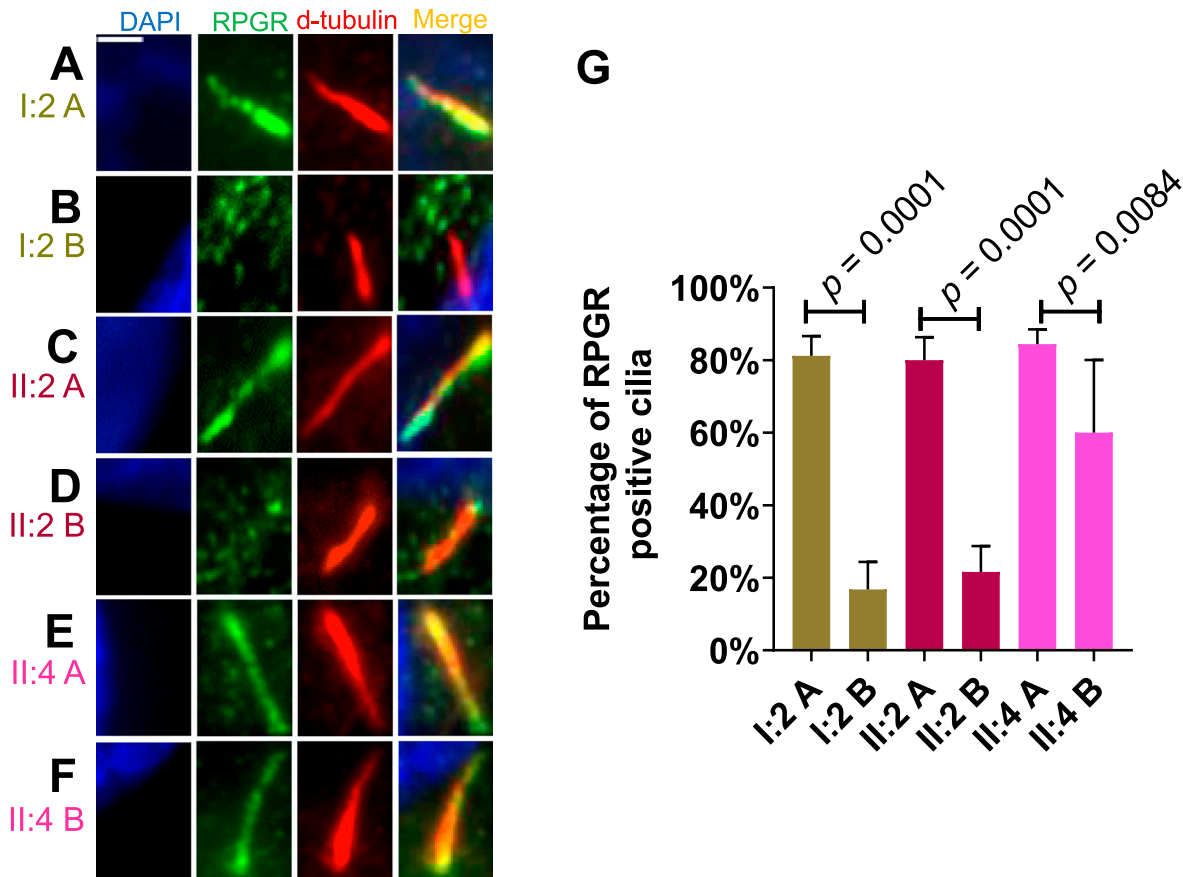 DAPI RPGR d-tubulin Merge
A
I:2 A
B
I:2 B
C
II:2 A
D
II:2 B
E
II:4 A
F
II:4 B
G
p = 0.0001
p = 0.0001
p = 0.0084
Percentage of RPGR
positive cilia
100%
80%
60%
40%
20%
0%
I:2 A
I:2 B
II:2 A
II:2 B
II:4 A
II:4 B